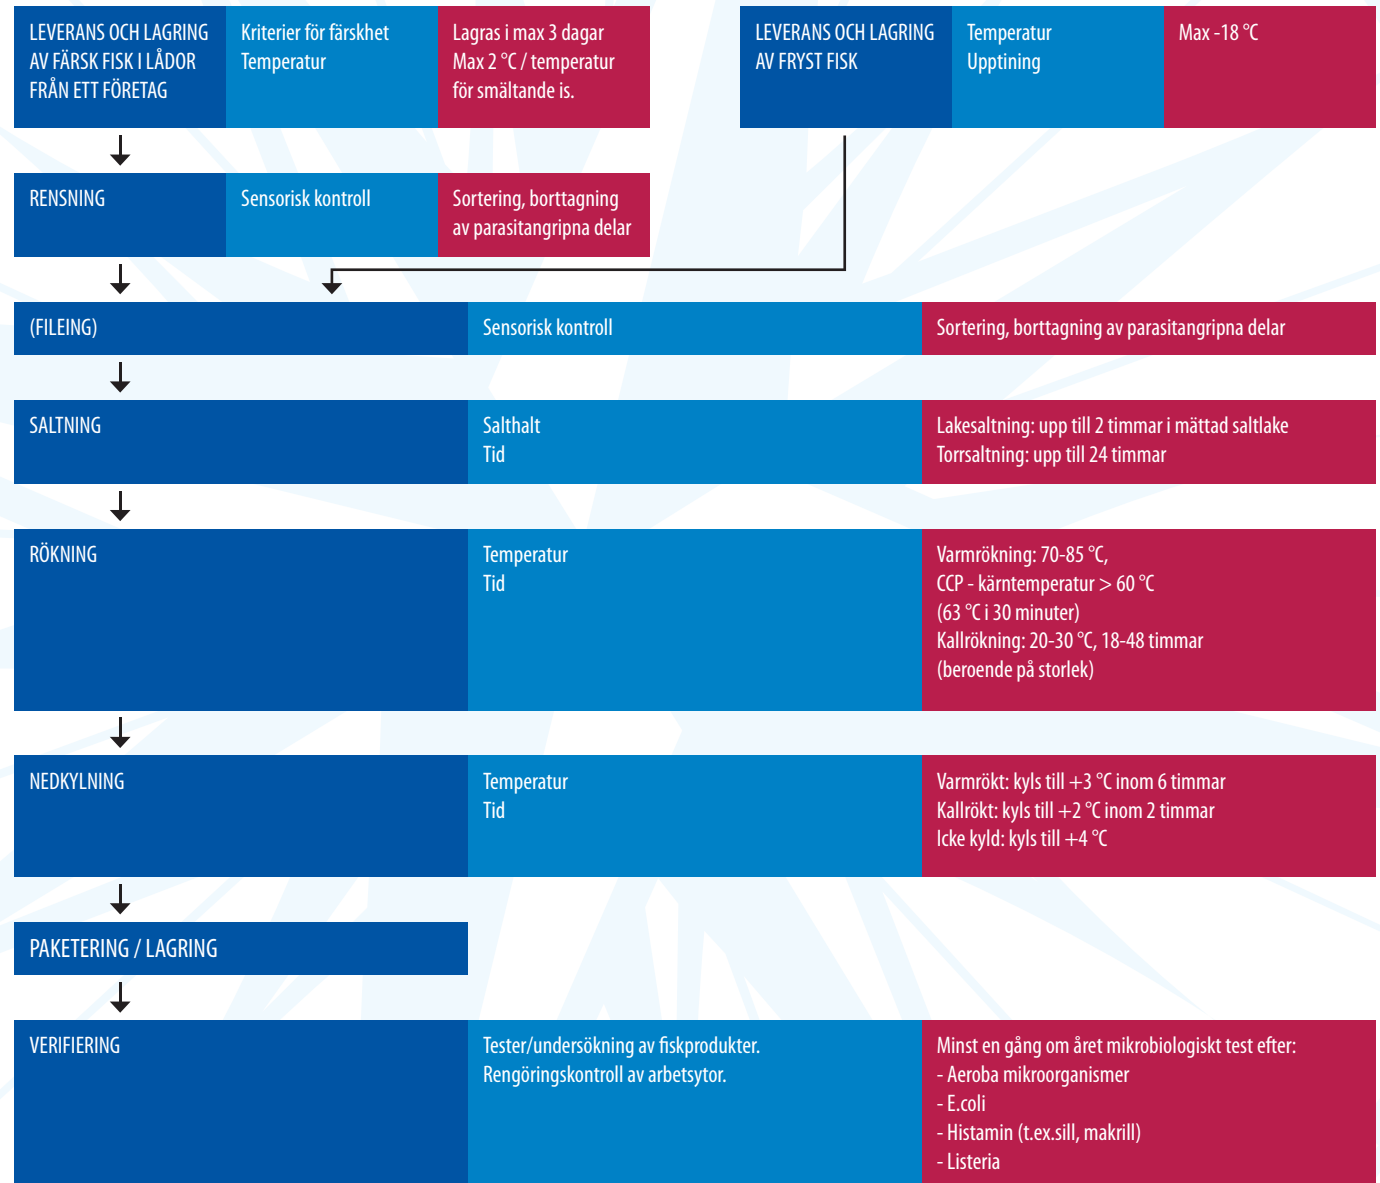 LEVERANS OCH LAGRING
AV FÄRSK FISK I LÅDOR
FRÅN ETT FÖRETAG
Kriterier för färskhet
Temperatur
Lagras i max 3 dagar
Max 2 °C / temperatur
för smältande is.
LEVERANS OCH LAGRING
AV FRYST FISK
Temperatur
Upptining
Max -18 °C
RENSNING
Sensorisk kontroll
Sortering, borttagning
av parasitangripna delar
(FILEING)
Sensorisk kontroll
Sortering, borttagning av parasitangripna delar
SALTNING
Salthalt
Tid
Lakesaltning: upp till 2 timmar i mättad saltlake
Torrsaltning: upp till 24 timmar
RÖKNING
Temperatur
Tid
Varmrökning: 70-85 °C,
CCP - kärntemperatur > 60 °C
(63 °C i 30 minuter)
Kallrökning: 20-30 °C, 18-48 timmar
(beroende på storlek)
NEDKYLNING
Temperatur
Tid
Varmrökt: kyls till +3 °C inom 6 timmar
Kallrökt: kyls till +2 °C inom 2 timmar
Icke kyld: kyls till +4 °C
PAKETERING / LAGRING
VERIFIERING
Tester/undersökning av fiskprodukter.
Rengöringskontroll av arbetsytor.
Minst en gång om året mikrobiologiskt test efter:
- Aeroba mikroorganismer
- E.coli
- Histamin (t.ex.sill, makrill)
- Listeria